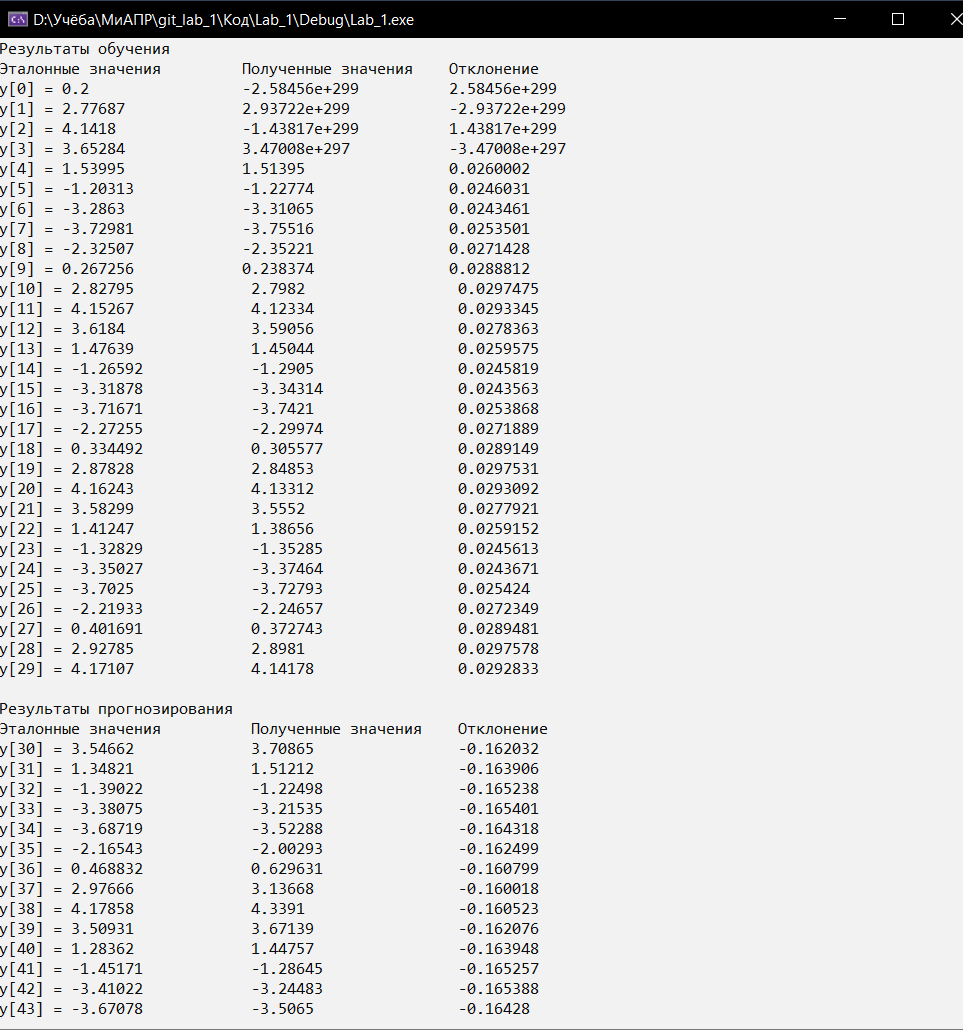 D:\Учёба\МиАПР\git_lab_1\Код\Lab_1\Debug\Lab_1.exe
Результаты обучения
Эталонные значения Полученные значения Отклонение
y[0] = 0.2 -2.58456e+299 2.58456e+299
y[1] = 2.77687 2.93722e+299 -2.93722e+299
y[2] = 4.1418 -1.43817e+299 1.43817e+299
y[3] = 3.65284 3.47008e+297 -3.47008e+297
y[4] = 1.53995 1.51395 0.0260002
y[5] = -1.20313 -1.22774 0.0246031
y[6] = -3.2863 -3.31065 0.0243461
y[7] = -3.72981 -3.75516 0.0253501
y[8] = -2.32507 -2.35221 0.0271428
y[9] = 0.267256 0.238374 0.0288812
y[10] = 2.82795 2.7982 0.0297475
y[11] = 4.15267 4.12334 0.0293345
y[12] = 3.6184 3.59056 0.0278363
y[13] = 1.47639 1.45044 0.0259575
y[14] = -1.26592 -1.2905 0.0245819
y[15] = -3.31878 -3.34314 0.0243563
y[16] = -3.71671 -3.7421 0.0253868
y[17] = -2.27255 -2.29974 0.0271889
y[18] = 0.334492 0.305577 0.0289149
y[19] = 2.87828 2.84853 0.0297531
y[20] = 4.16243 4.13312 0.0293092
y[21] = 3.58299 3.5552 0.0277921
y[22] = 1.41247 1.38656 0.0259152
y[23] = -1.32829 -1.35285 0.0245613
y[24] = -3.35027 -3.37464 0.0243671
y[25] = -3.7025 -3.72793 0.025424
y[26] = -2.21933 -2.24657 0.0272349
y[27] = 0.401691 0.372743 0.0289481
y[28] = 2.92785 2.8981 0.0297578
y[29] = 4.17107 4.14178 0.0292833
Результаты прогнозирования
Эталонные значения Полученные значения Отклонение
y[30] = 3.54662 3.70865 -0.162032
y[31] = 1.34821 1.51212 -0.163906
y[32] = -1.39022 -1.22498 -0.165238
y[33] = -3.38075 -3.21535 -0.165401
y[34] = -3.68719 -3.52288 -0.164318
y[35] = -2.16543 -2.00293 -0.162499
y[36] = 0.468832 0.629631 -0.160799
y[37] = 2.97666 3.13668 -0.160018
y[38] = 4.17858 4.3391 -0.160523
y[39] = 3.50931 3.67139 -0.162076
y[40] = 1.28362 1.44757 -0.163948
y[41] = -1.45171 -1.28645 -0.165257
y[42] = -3.41022 -3.24483 -0.165388
y[43] = -3.67078 -3.5065 -0.16428